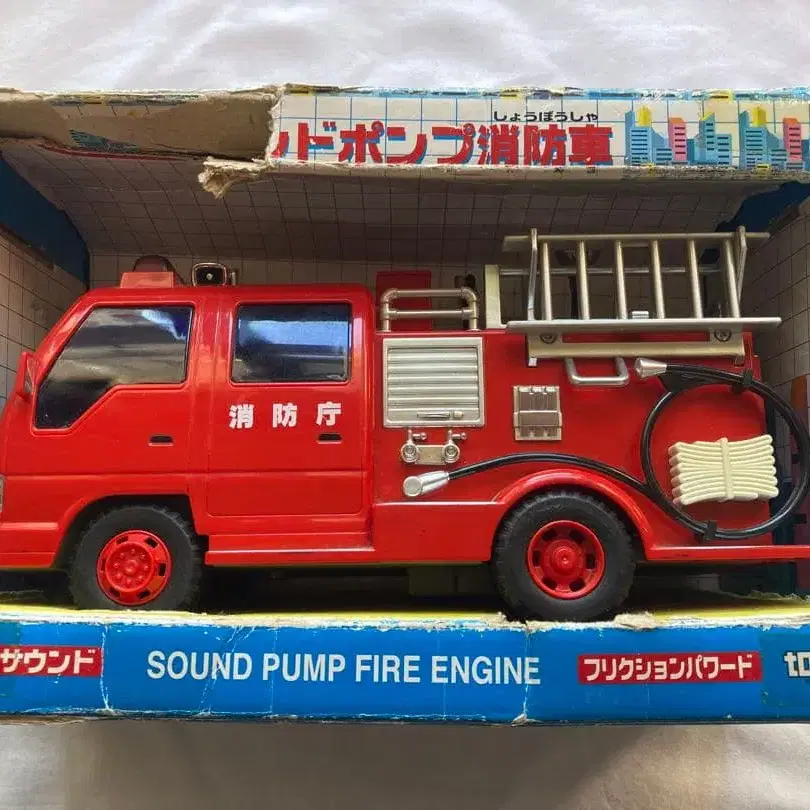 しょうぼうしゃ
ドポンプ消防車
消防庁
サウンド
SOUND PUMP FIRE ENGINE
フリクションパワード
to